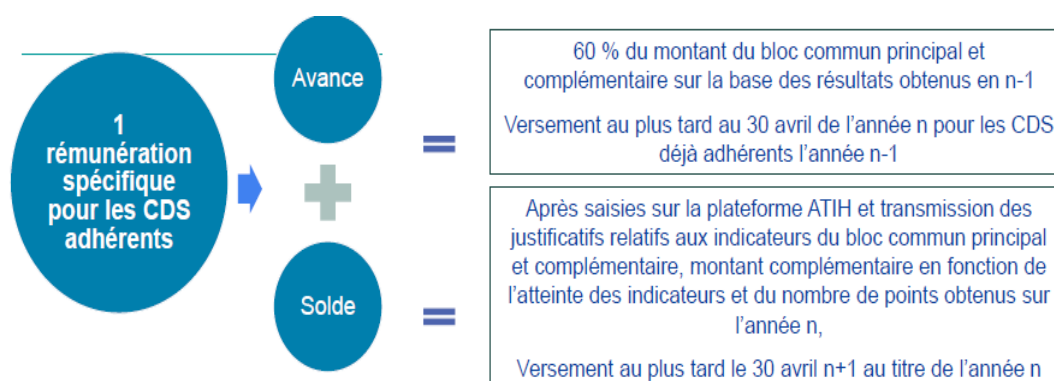 1
rémunération
spécifique
pour les CDS
adhérents
Avance
+
Solde
=
60 % du montant du bloc commun principal et
complémentaire sur la base des résultats obtenus en n-1
Versement au plus tard au 30 avril de l'année n pour les CDS
déjà adhérents l'année n-1
=
Après saisies sur la plateforme ATIH et transmission des
justificatifs relatifs aux indicateurs du bloc commun principal
et complémentaire, montant complémentaire en fonction de
l'atteinte des indicateurs et du nombre de points obtenus sur
l'année n,
Versement au plus tard le 30 avril n+1 au titre de l'année n